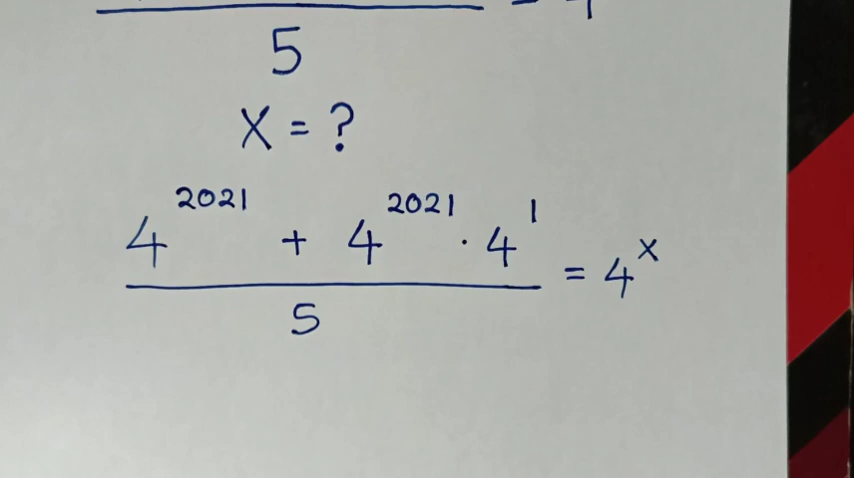 5
X = ?
4^2021 + 4^2021 · 4^1
5
= 4^x